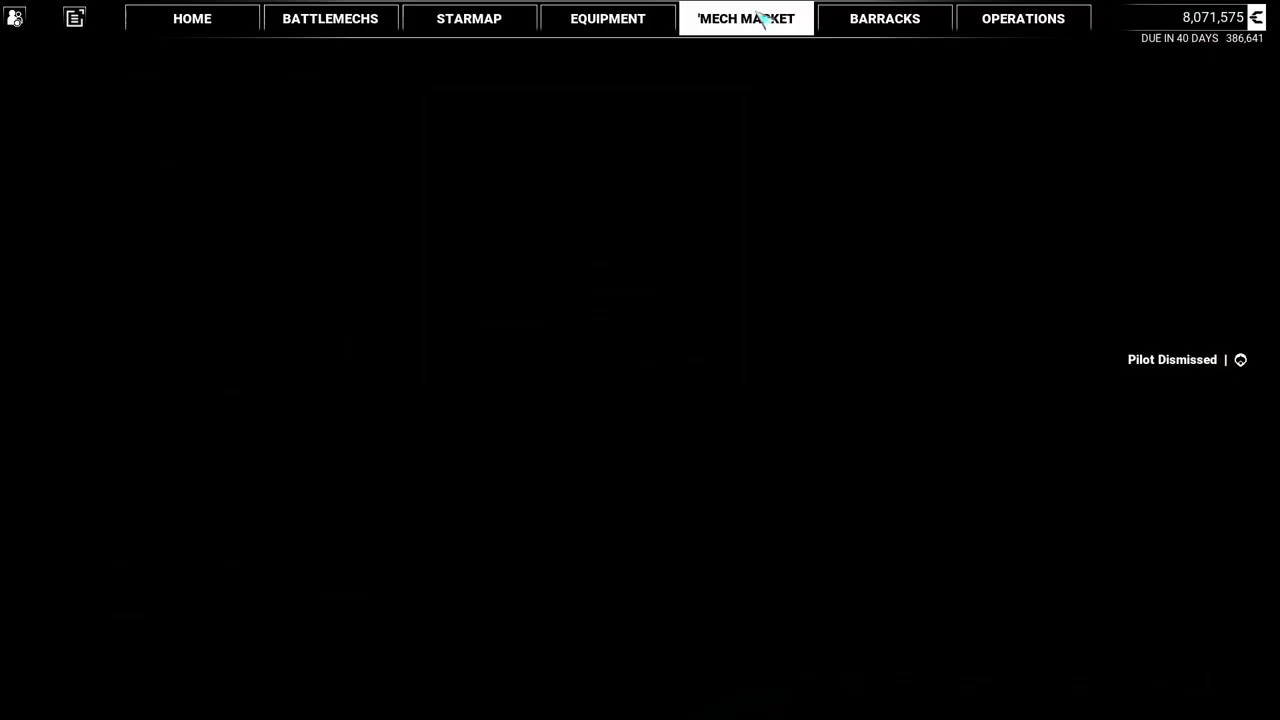 HOME
BATTLEMECHS
STARMAP
EQUIPMENT
'MECH MARKET
BARRACKS
OPERATIONS
8,071,575
DUE IN 40 DAYS 386,641
Pilot Dismissed |